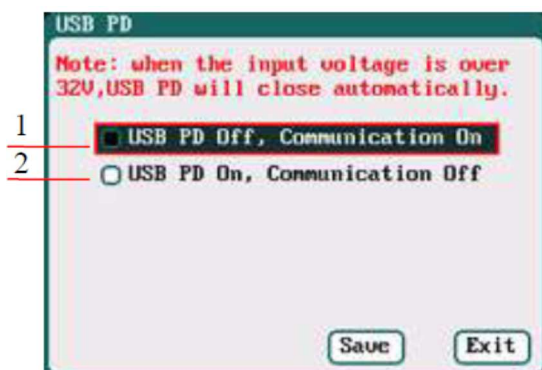 USB PD
Note: when the input voltage is over
32V,USB PD will close automatically.
1
USB PD Off, Communication On
2
USB PD On, Communication Off
Save
Exit